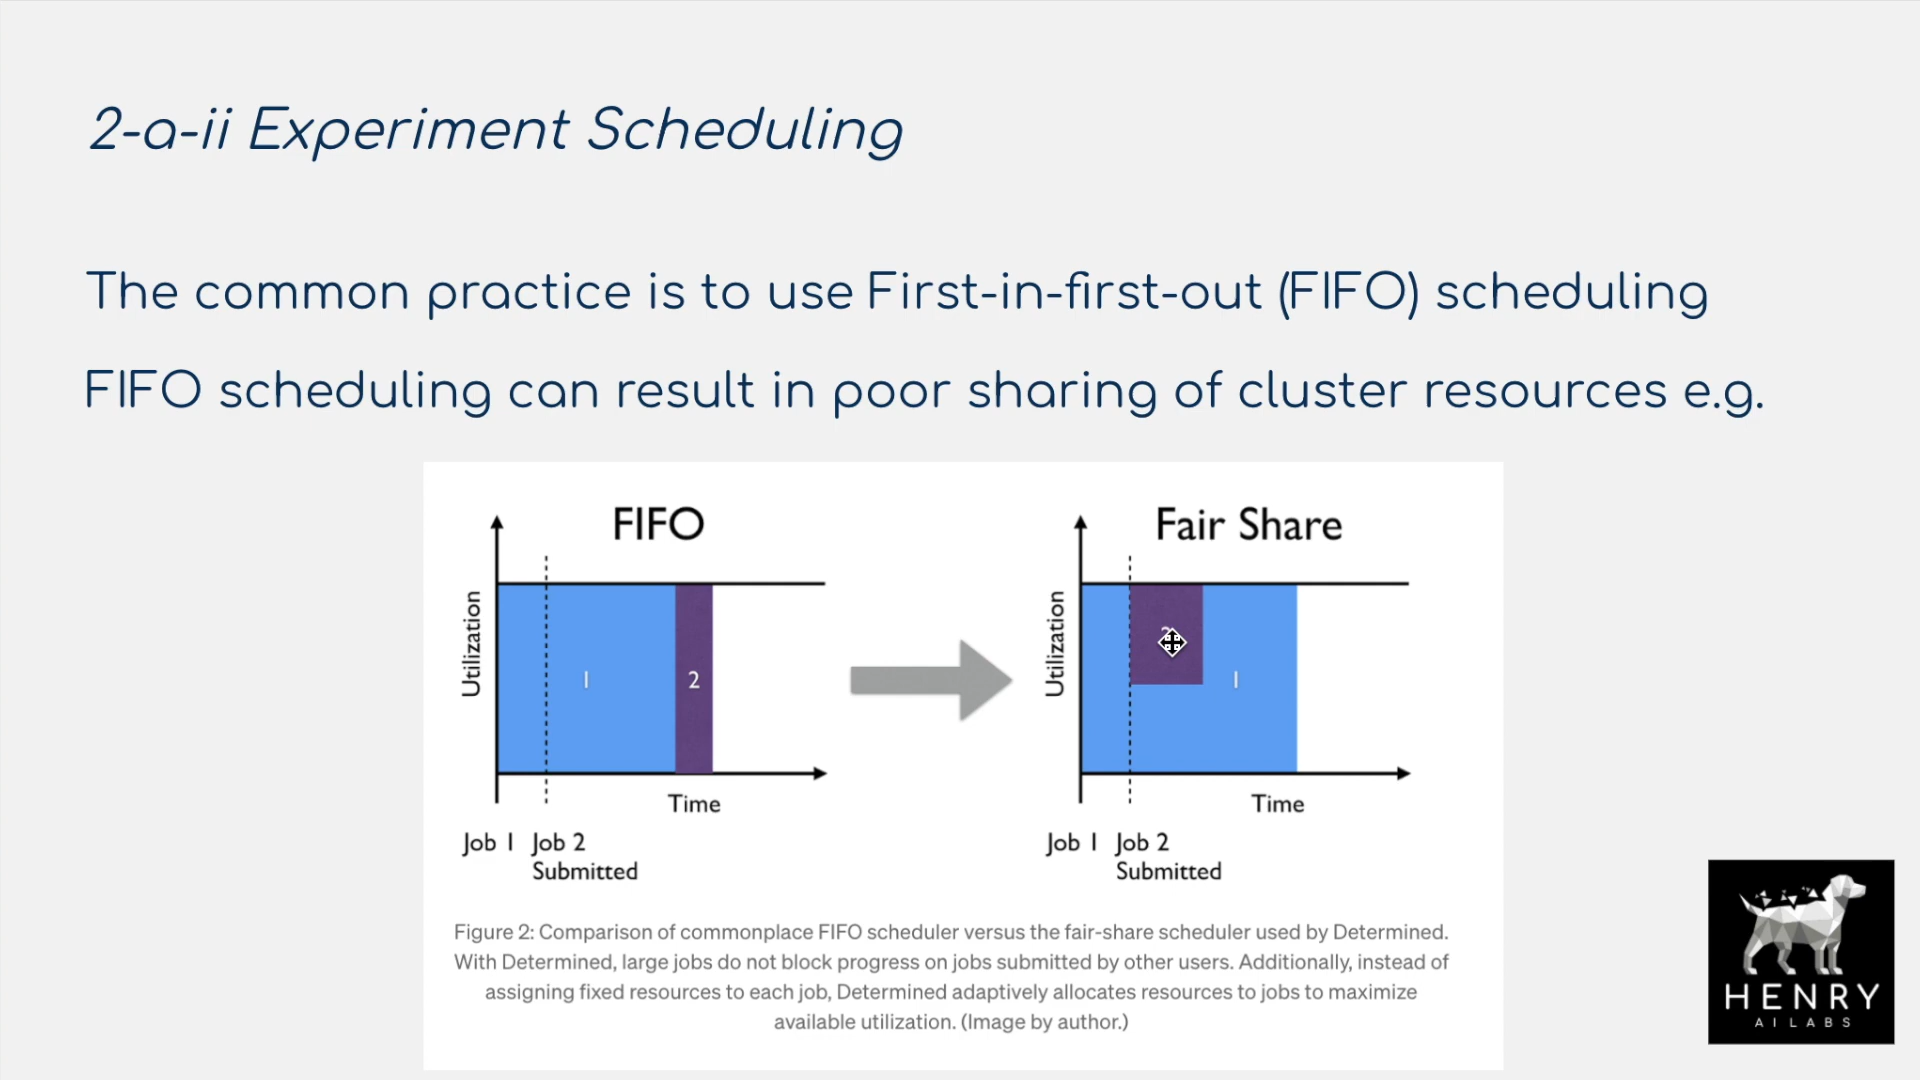 2-a-ii Experiment Scheduling
The common practice is to use First-in-first-out (FIFO) scheduling
FIFO scheduling can result in poor sharing of cluster resources e.g.
FIFO
Utilization
1
2
Time
Job 1 Job 2
Submitted
Fair Share
Utilization
1
Time
Job 1 Job 2
Submitted
Figure 2: Comparison of commonplace FIFO scheduler versus the fair-share scheduler used by Determined.
With Determined, large jobs do not block progress on jobs submitted by other users. Additionally, instead of
assigning fixed resources to each job, Determined adaptively allocates resources to jobs to maximize
available utilization. (Image by author.)
HENRY
AI LABS